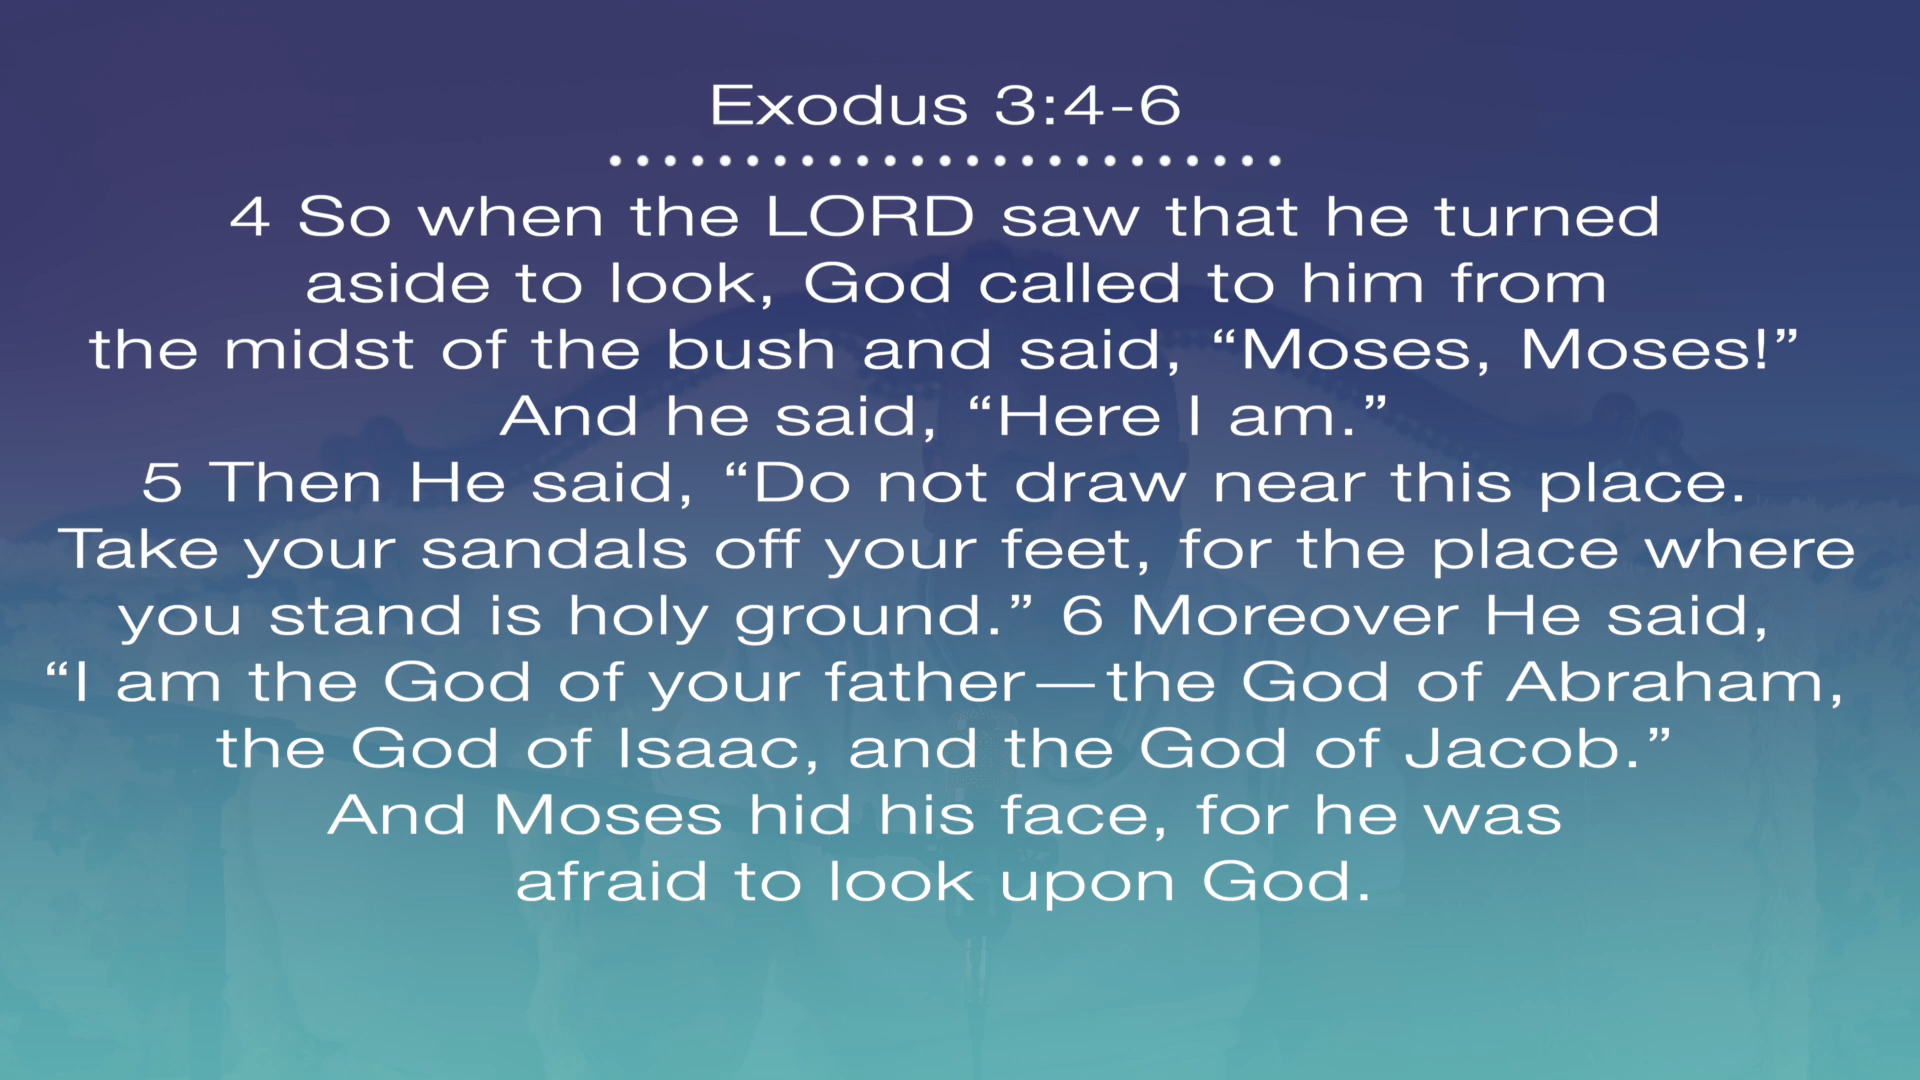 Exodus 3:4-6
4 So when the LORD saw that he turned
aside to look, God called to him from
the midst of the bush and said, “Moses, Moses!”
And he said, “Here I am.”
5 Then He said, “Do not draw near this place.
Take your sandals off your feet, for the place where
you stand is holy ground.” 6 Moreover He said,
“I am the God of your father—the God of Abraham,
the God of Isaac, and the God of Jacob.”
And Moses hid his face, for he was
afraid to look upon God.